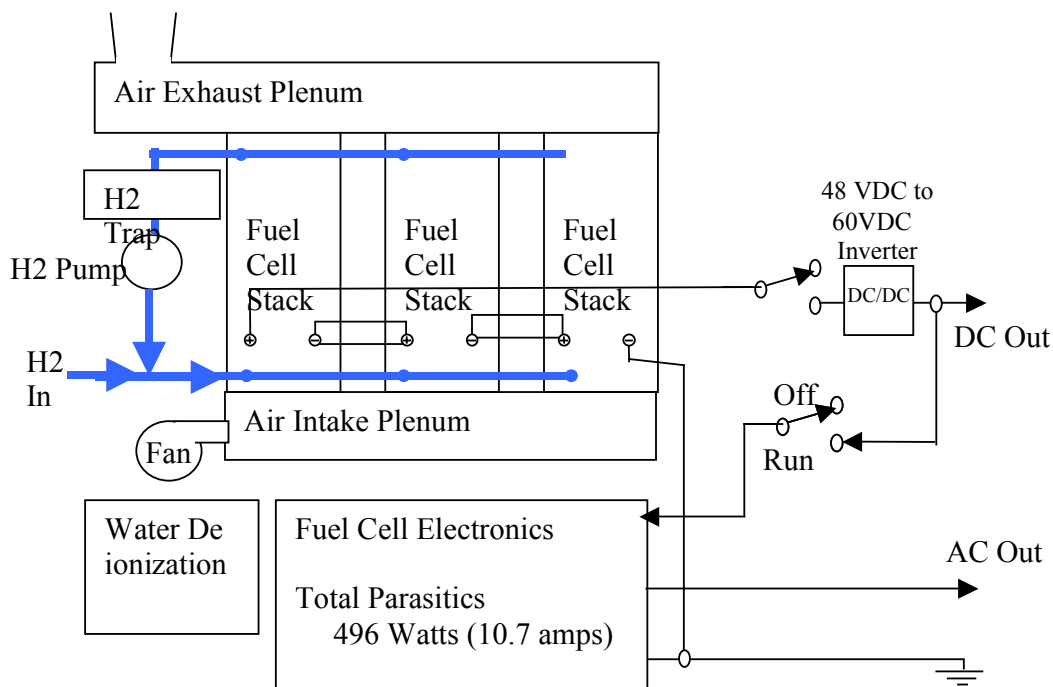 Air Exhaust Plenum
H2
Trap
H2 Pump
Fuel
Cell
Stack
Fuel
Cell
Stack
Fuel
Cell
Stack
48 VDC to
60VDC
Inverter
DC/DC
DC Out
H2
In
Air Intake Plenum
Fan
Off
Run
Water De
ionization
Fuel Cell Electronics
Total Parasitics
496 Watts (10.7 amps)
AC Out